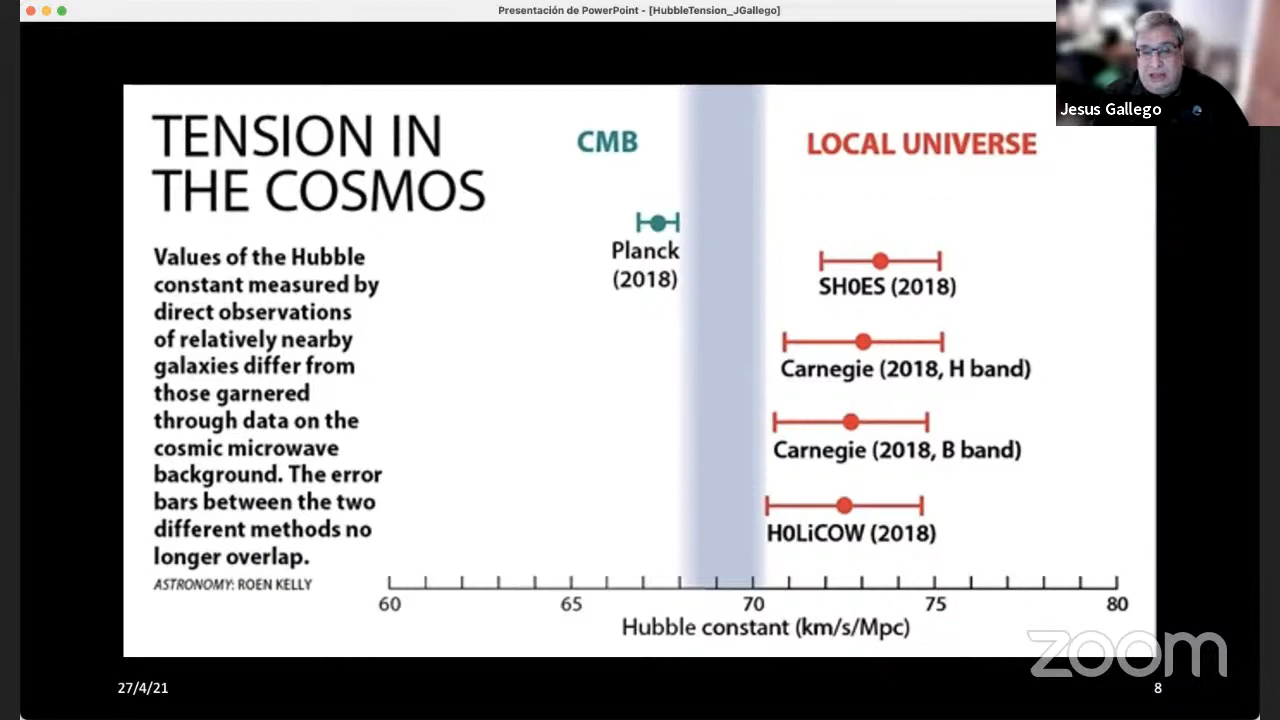 Presentación de PowerPoint - [HubbleTension_JGallego]
Jesus Gallego
TENSION IN
THE COSMOS
Values of the Hubble
constant measured by
direct observations
of relatively nearby
galaxies differ from
those garnered
through data on the
cosmic microwave
background. The error
bars between the two
different methods no
longer overlap.
ASTRONOMY: ROEN KELLY
CMB
LOCAL UNIVERSE
Planck
(2018)
SH0ES (2018)
Carnegie (2018, H band)
Carnegie (2018, B band)
H0LiCOW (2018)
60 65 70 75 80
Hubble constant (km/s/Mpc)
zoom
27/4/21
8